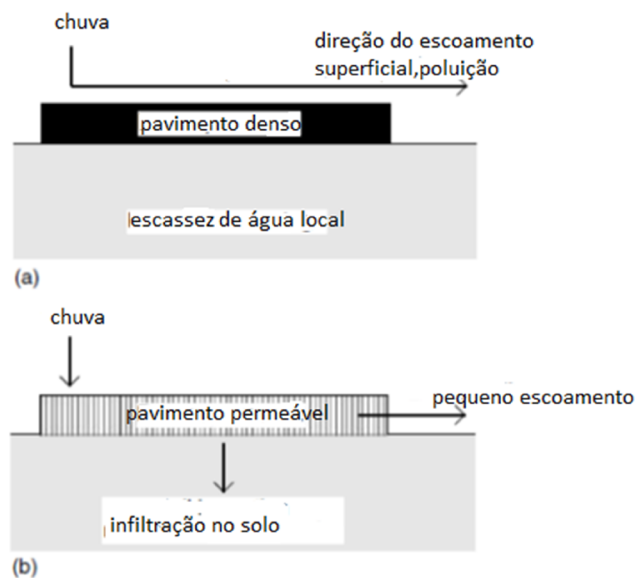 chuva
direção do escoamento
superficial,poluição
pavimento denso
escassez de água local
(a)
chuva
pequeno escoamento
pavimento permeável
infiltração no solo
(b)